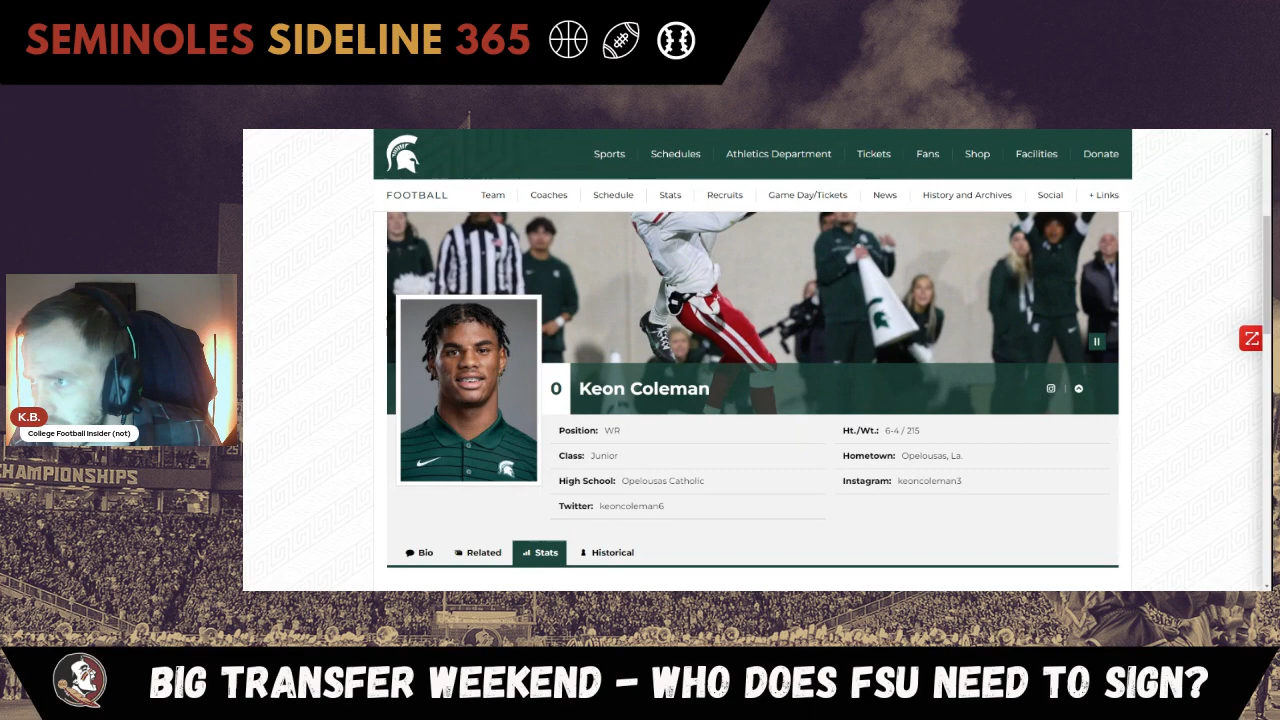 SEMINOLES SIDELINE 365
Sports Schedules Athletics Department Tickets Fans Shop Facilities Donate
FOOTBALL Team Coaches Schedule Stats Recruits Game Day/Tickets News History and Archives Social + Links
0 Keon Coleman
Position: WR Ht./Wt.: 6-4 / 215
Class: Junior Hometown: Opelousas, La.
High School: Opelousas Catholic Instagram: keoncoleman3
Twitter: keoncoleman6
Bio Related Stats Historical
K.B.
College Football Insider (not)
CHAMPIONSHIPS
BIG TRANSFER WEEKEND – WHO DOES FSU NEED TO SIGN?